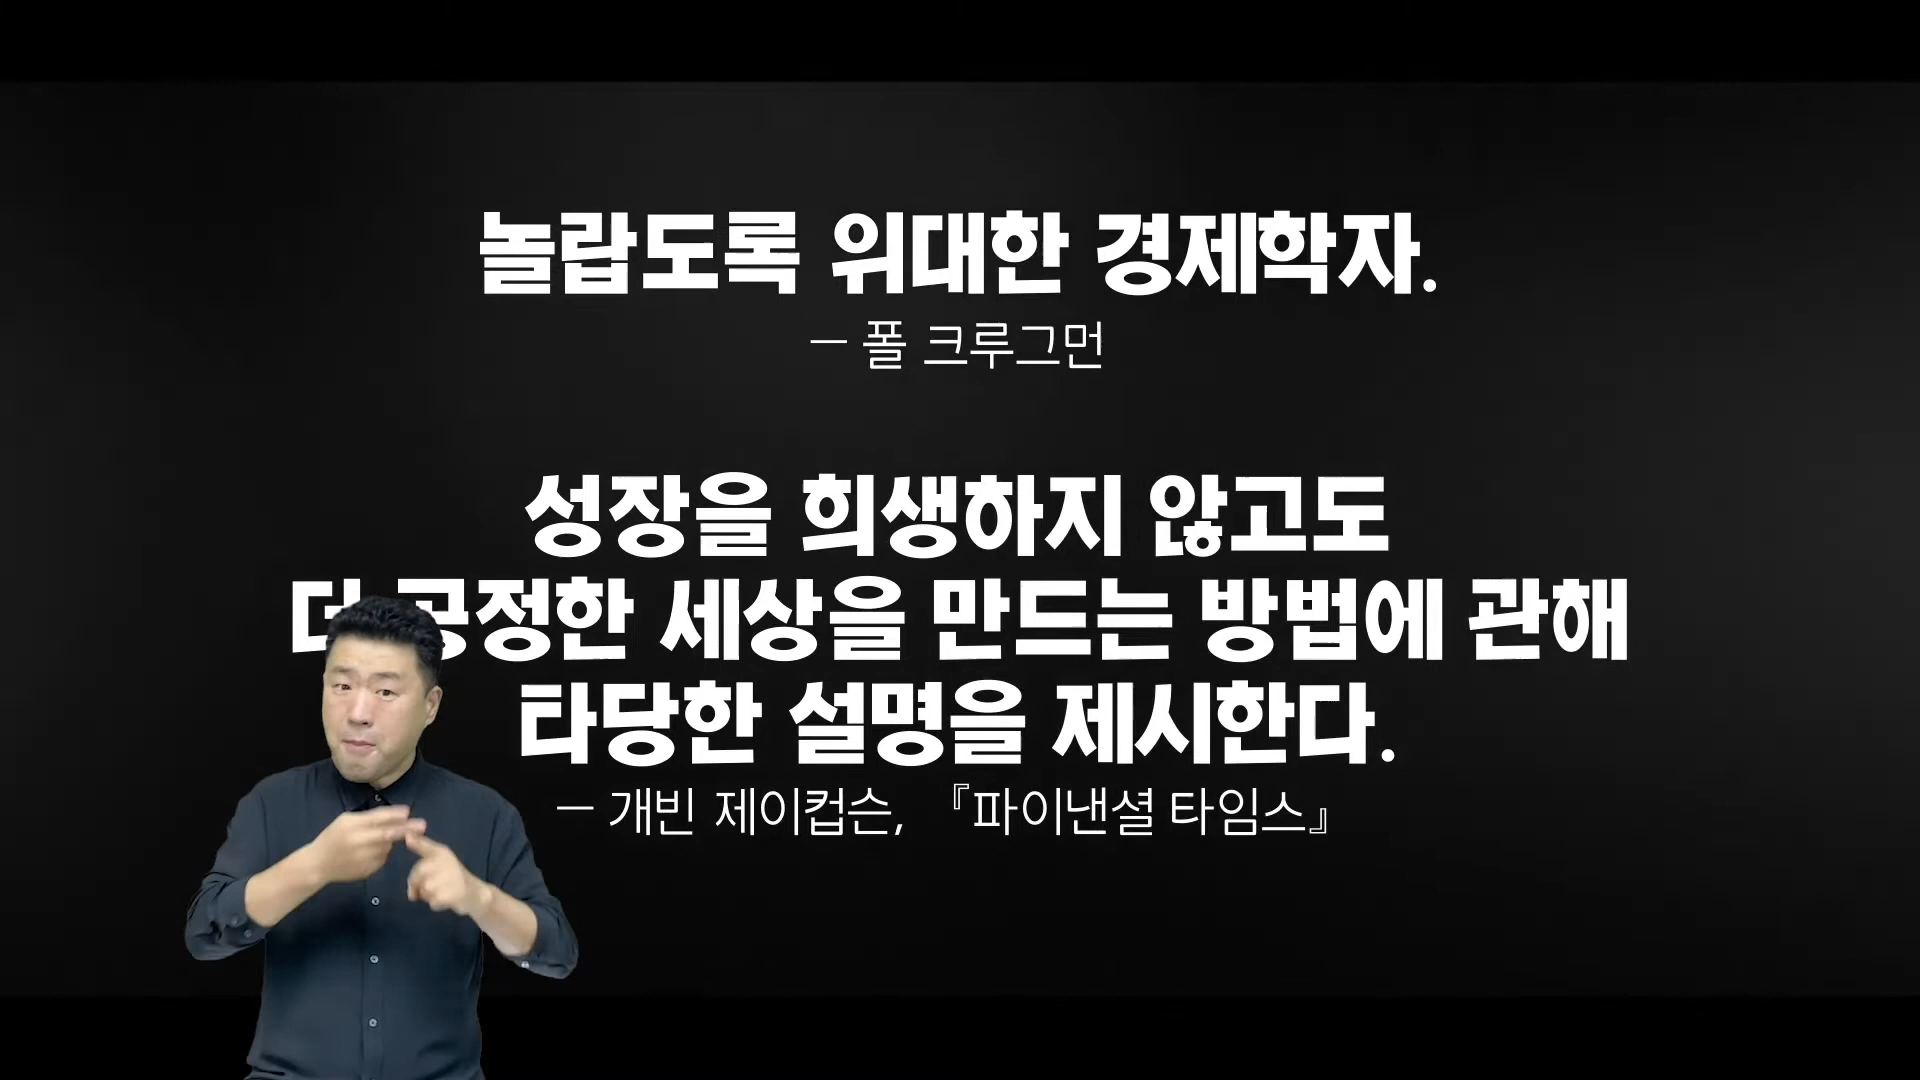 놀랍도록 위대한 경제학자.
– 폴 크루그먼
성장을 희생하지 않고도
더 공정한 세상을 만드는 방법에 관해
타당한 설명을 제시한다.
– 개빈 제이컵슨, 『파이낸셜 타임스』